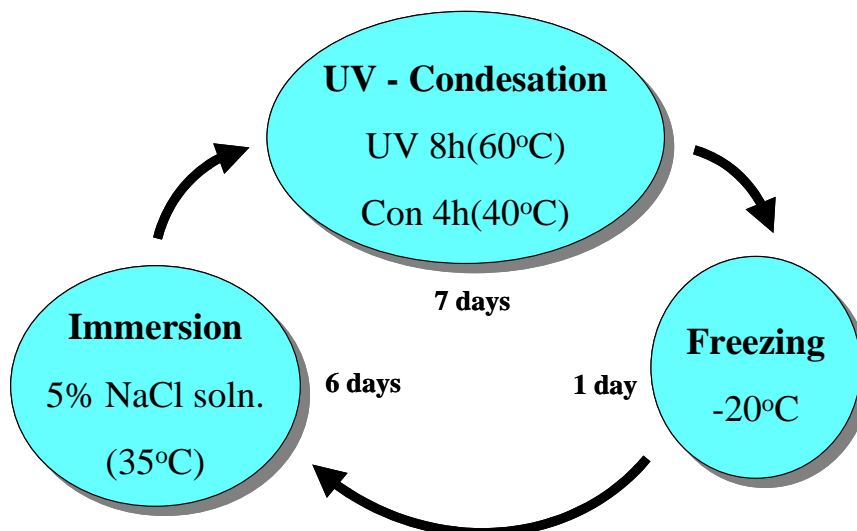 UV - Condesation
UV 8h(60°C)
Con 4h(40°C)
7 days
Freezing
-20°C
1 day
Immersion
5% NaCl soln.
(35°C)
6 days